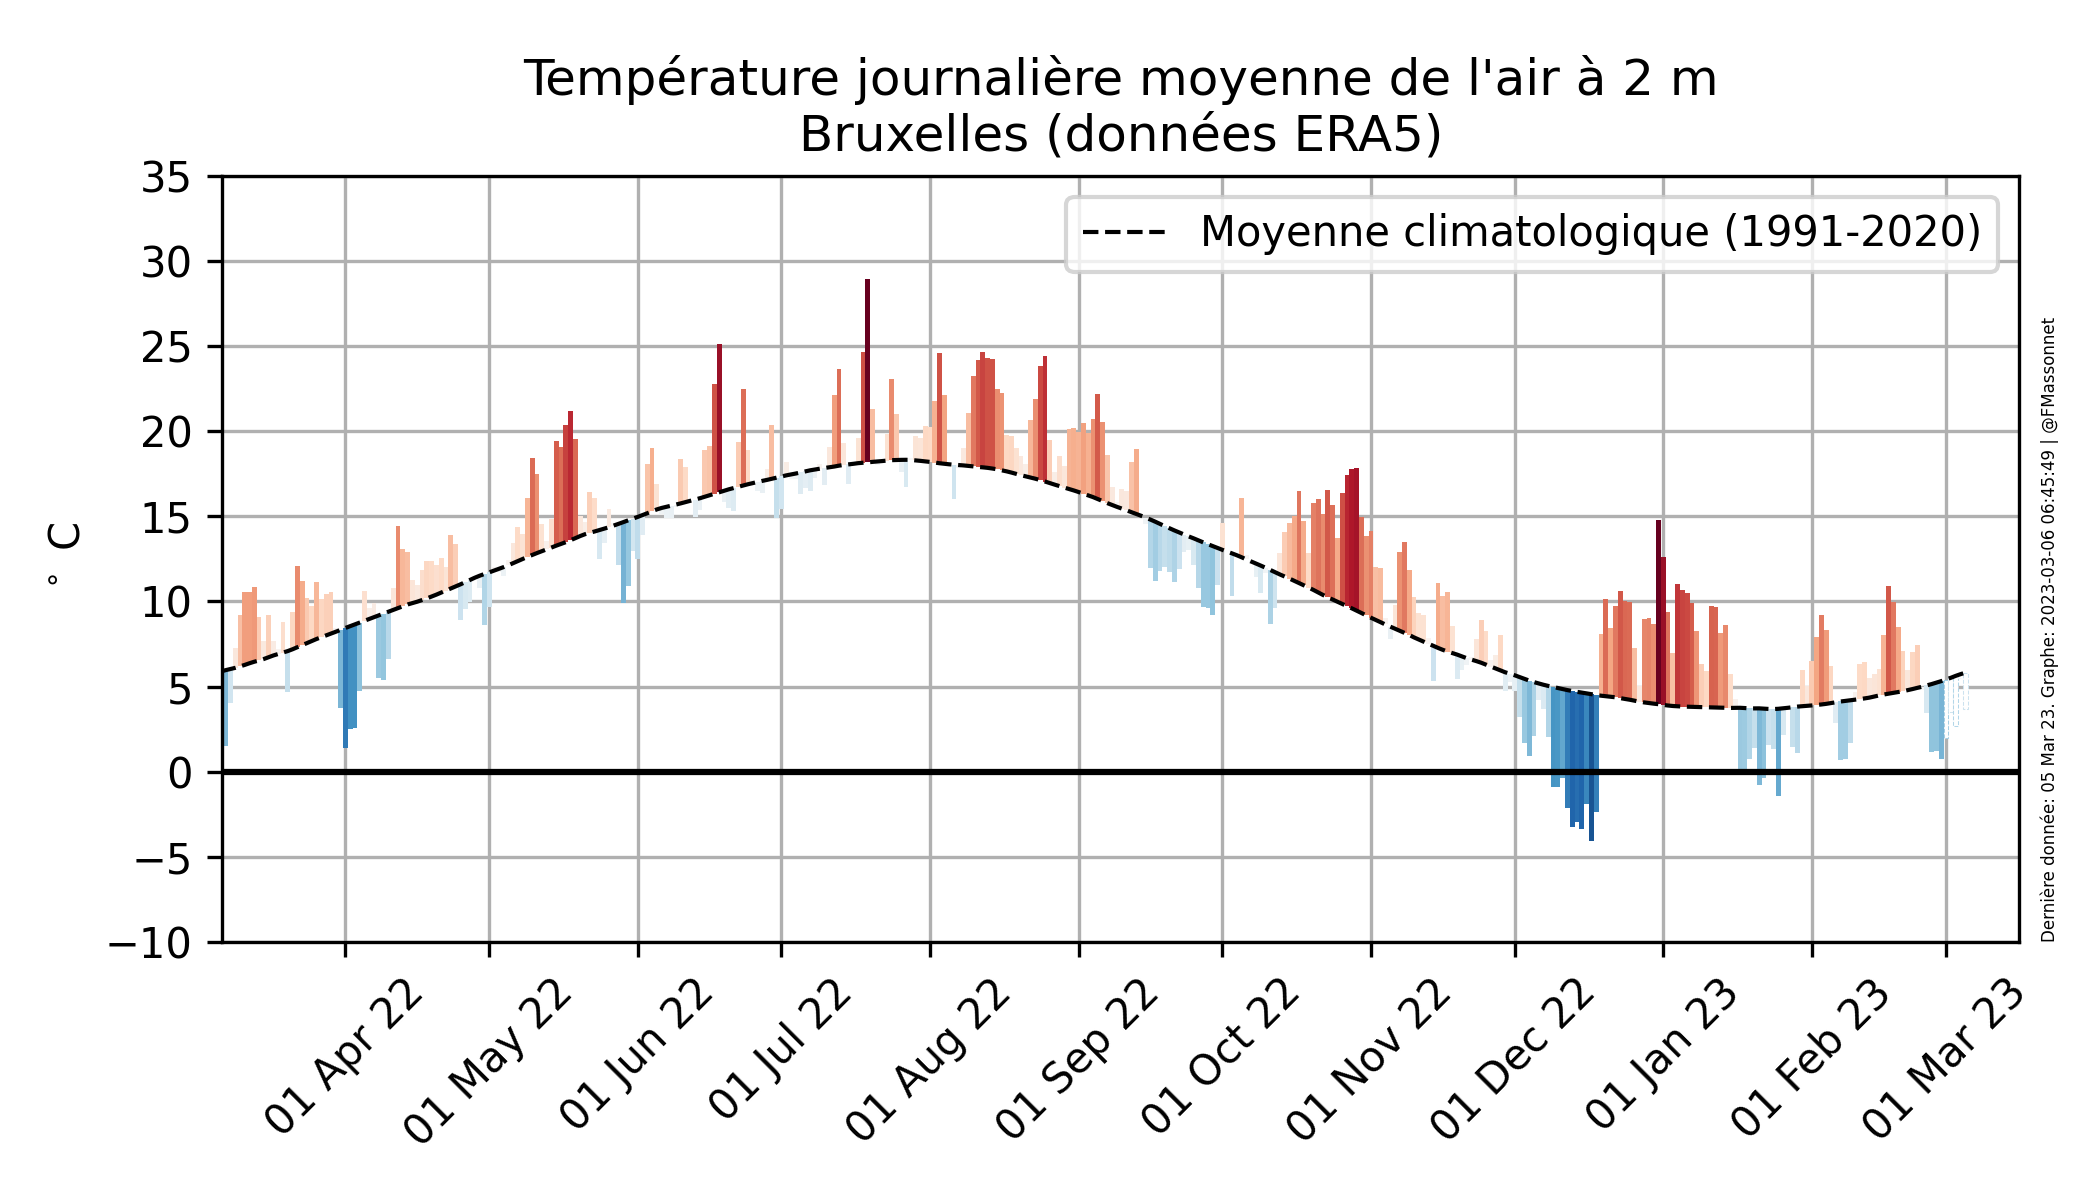 Température journalière moyenne de l'air à 2 m
Bruxelles (données ERA5)
Moyenne climatologique (1991-2020)
° C
35
30
25
20
15
10
5
0
−5
−10
01 Apr 22
01 May 22
01 Jun 22
01 Jul 22
01 Aug 22
01 Sep 22
01 Oct 22
01 Nov 22
01 Dec 22
01 Jan 23
01 Feb 23
01 Mar 23
Dernière donnée: 05 Mar 23. Graphe: 2023-03-06 06:45:49 | @FMassonnet